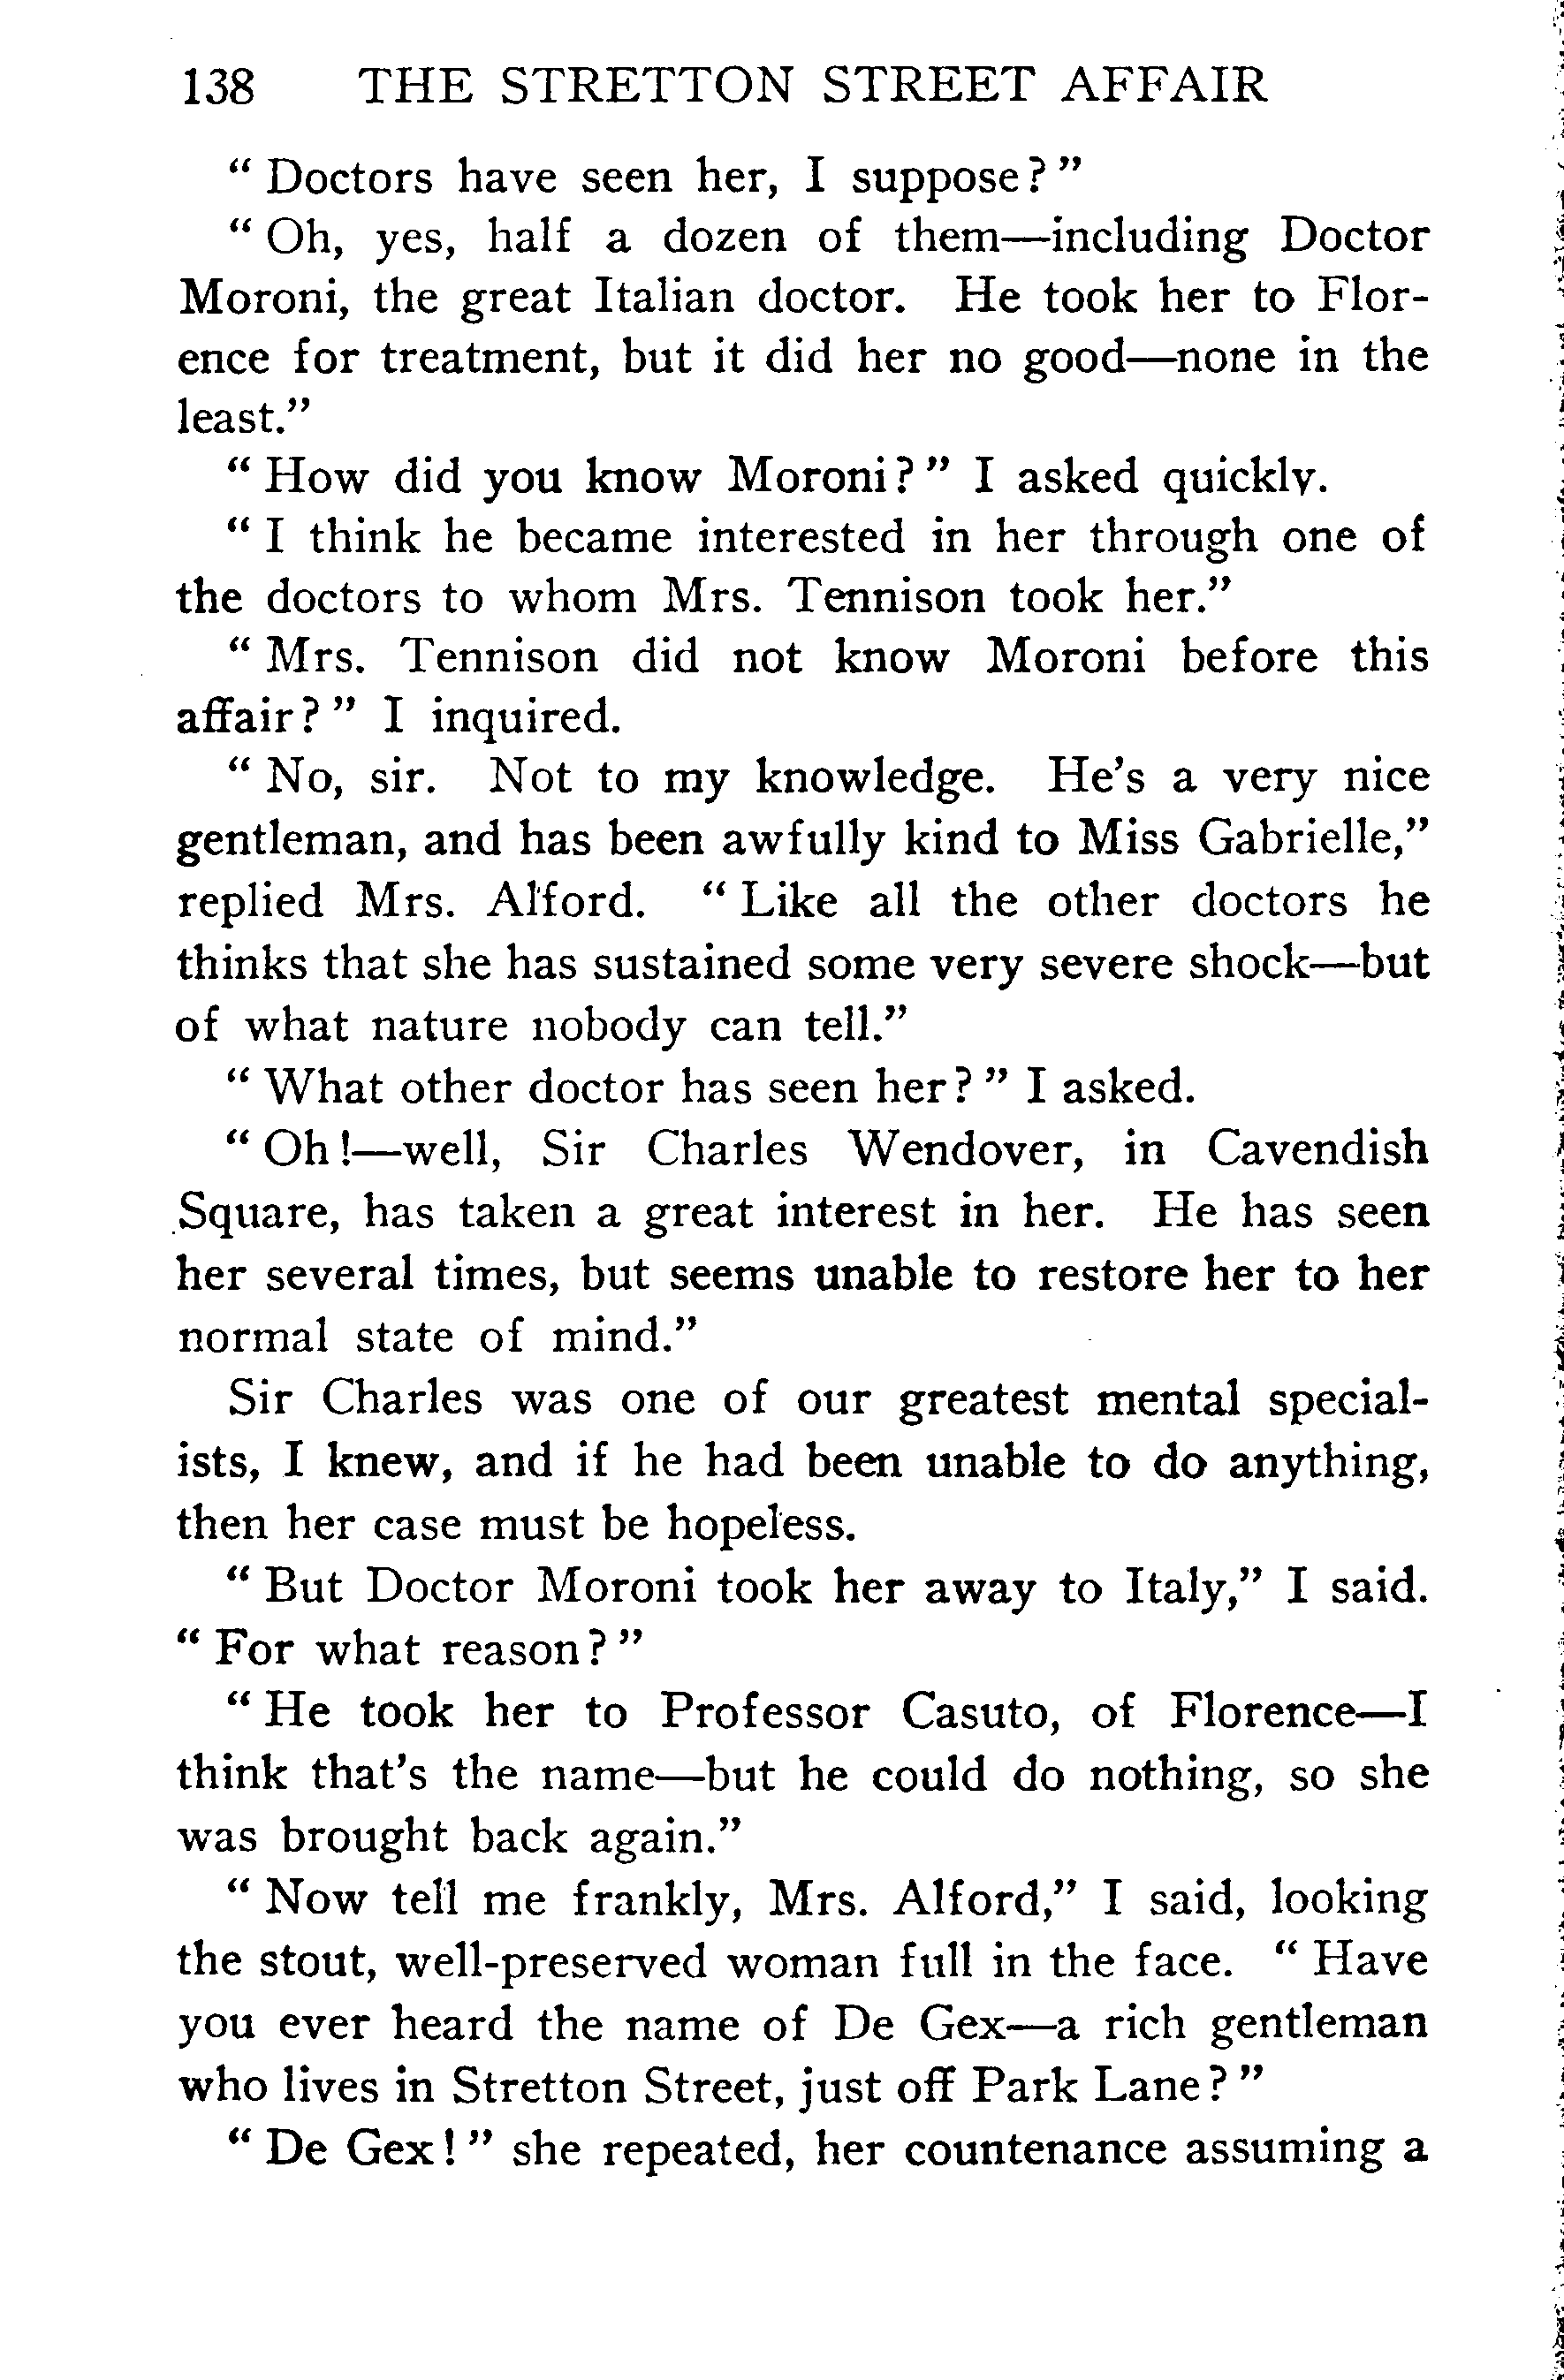 138 THE STRETTON STREET AFFAIR
“ Doctors have seen her, I suppose? ”
“ Oh, yes, half a dozen of them—including Doctor
Moroni, the great Italian doctor. He took her to Flor-
ence for treatment, but it did her no good—none in the
least.”
“ How did you know Moroni? ” I asked quickly.
“ I think he became interested in her through one of
the doctors to whom Mrs. Tennison took her.”
“ Mrs. Tennison did not know Moroni before this
affair? ” I inquired.
“ No, sir. Not to my knowledge. He’s a very nice
gentleman, and has been awfully kind to Miss Gabrielle,”
replied Mrs. Alford. “ Like all the other doctors he
thinks that she has sustained some very severe shock—but
of what nature nobody can tell.”
“ What other doctor has seen her? ” I asked.
“ Oh!—well, Sir Charles Wendover, in Cavendish
Square, has taken a great interest in her. He has seen
her several times, but seems unable to restore her to her
normal state of mind.”
Sir Charles was one of our greatest mental special-
ists, I knew, and if he had been unable to do anything,
then her case must be hopeless.
“ But Doctor Moroni took her away to Italy,” I said.
“ For what reason? ”
“ He took her to Professor Casuto, of Florence—I
think that’s the name—but he could do nothing, so she
was brought back again.”
“ Now tell me frankly, Mrs. Alford,” I said, looking
the stout, well-preserved woman full in the face. “ Have
you ever heard the name of De Gex—a rich gentleman
who lives in Stretton Street, just off Park Lane? ”
“ De Gex! ” she repeated, her countenance assuming a